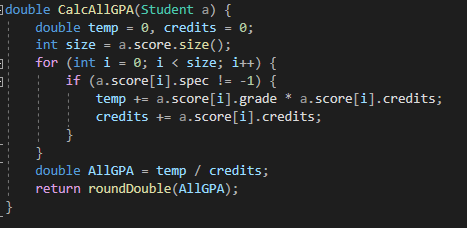 double CalcAllGPA(Student a) {
double temp = 0, credits = 0;
int size = a.score.size();
for (int i = 0; i < size; i++) {
if (a.score[i].spec != -1) {
temp += a.score[i].grade * a.score[i].credits;
credits += a.score[i].credits;
}
}
double AllGPA = temp / credits;
return roundDouble(AllGPA);
}